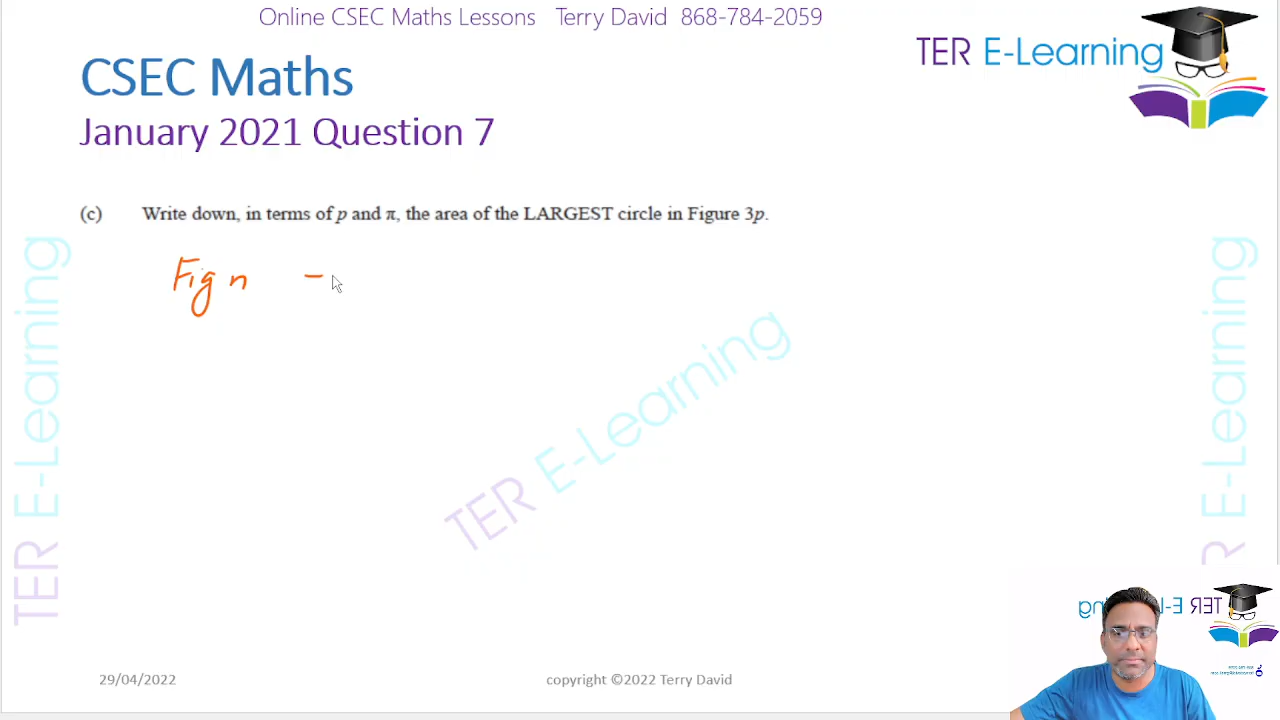 Online CSEC Maths Lessons Terry David 868-784-2059
TER E-Learning
CSEC Maths
January 2021 Question 7
(c) Write down, in terms of p and π, the area of the LARGEST circle in Figure 3p.
Fig n –
TER E-Learning
TER E-Learning
TER E-Learning
TER E-Learning
29/04/2022
copyright ©2022 Terry David